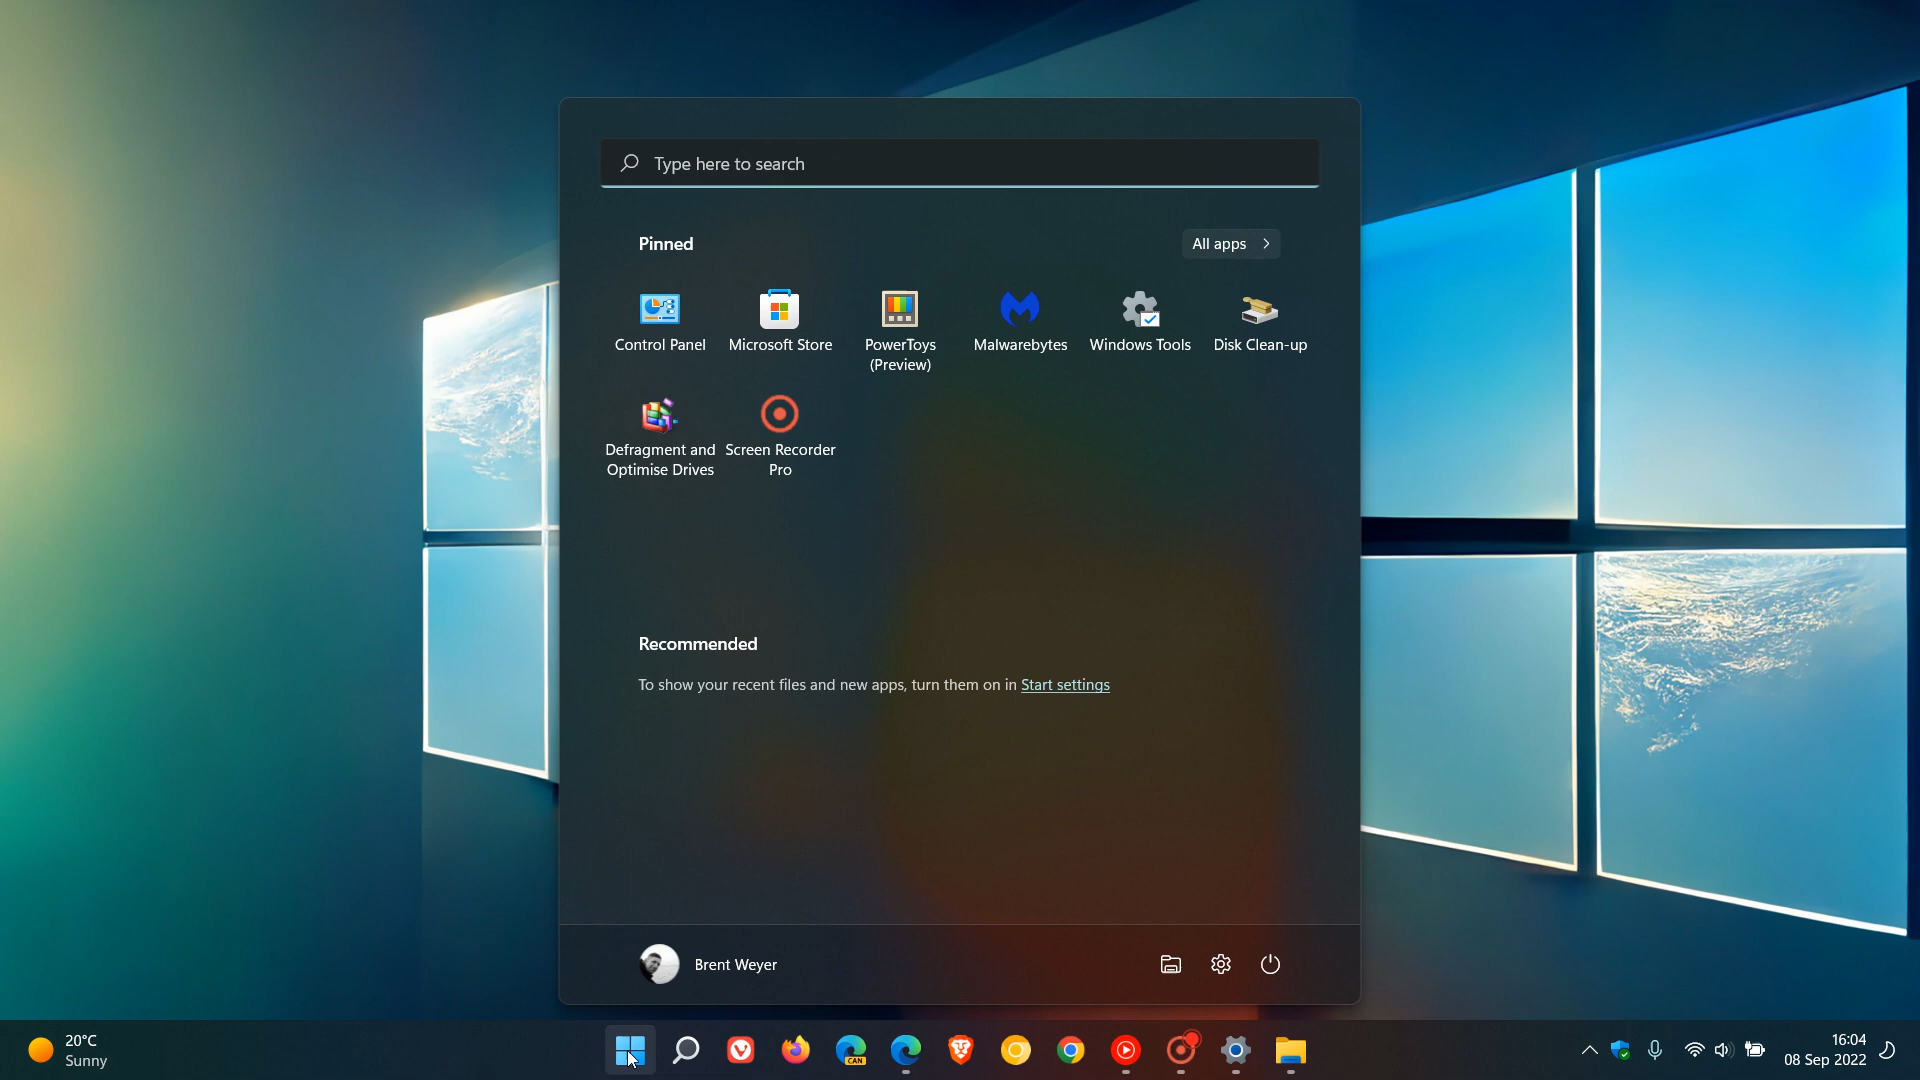 Type here to search
Pinned
All apps
Control Panel
Microsoft Store
PowerToys
(Preview)
Malwarebytes
Windows Tools
Disk Clean-up
Defragment and
Optimise Drives
Screen Recorder
Pro
Recommended
To show your recent files and new apps, turn them on in Start settings
Brent Weyer
20°C
Sunny
CAN
16:04
08 Sep 2022